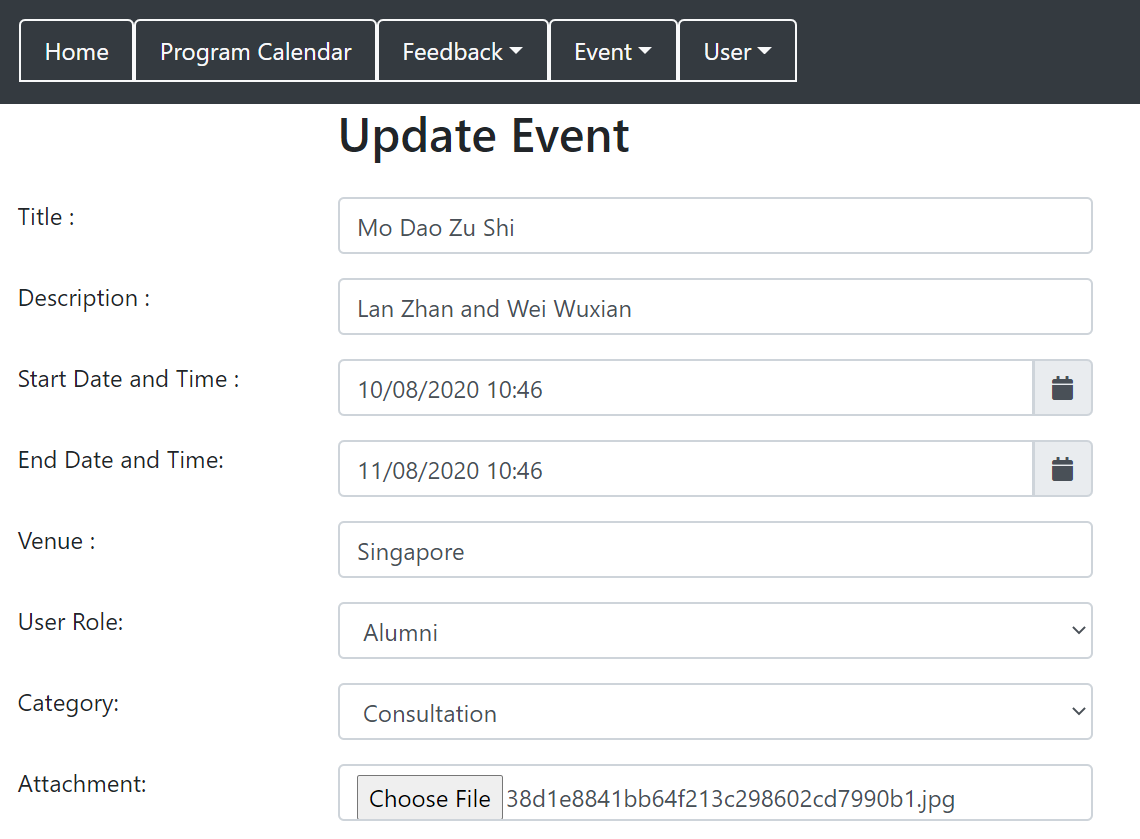 Home Program Calendar Feedback Event User
Update Event
Title : Mo Dao Zu Shi
Description : Lan Zhan and Wei Wuxian
Start Date and Time : 10/08/2020 10:46
End Date and Time: 11/08/2020 10:46
Venue : Singapore
User Role: Alumni
Category: Consultation
Attachment: Choose File 38d1e8841bb64f213c298602cd7990b1.jpg